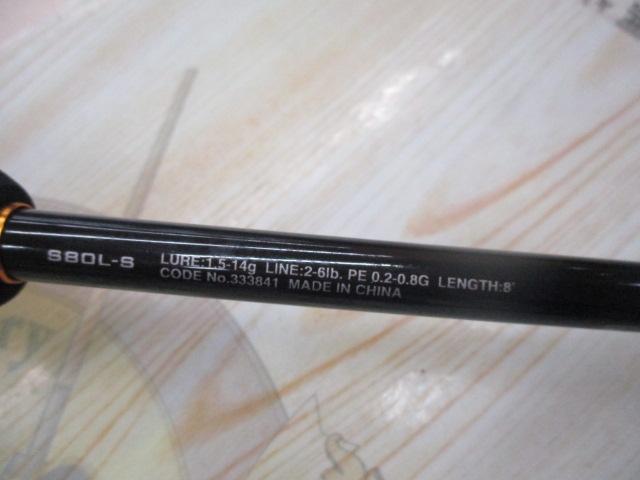 S80L-S LURE:1.5-14g LINE:2-6lb. PE 0.2-0.8G LENGTH:8'
CODE No.333841 MADE IN CHINA